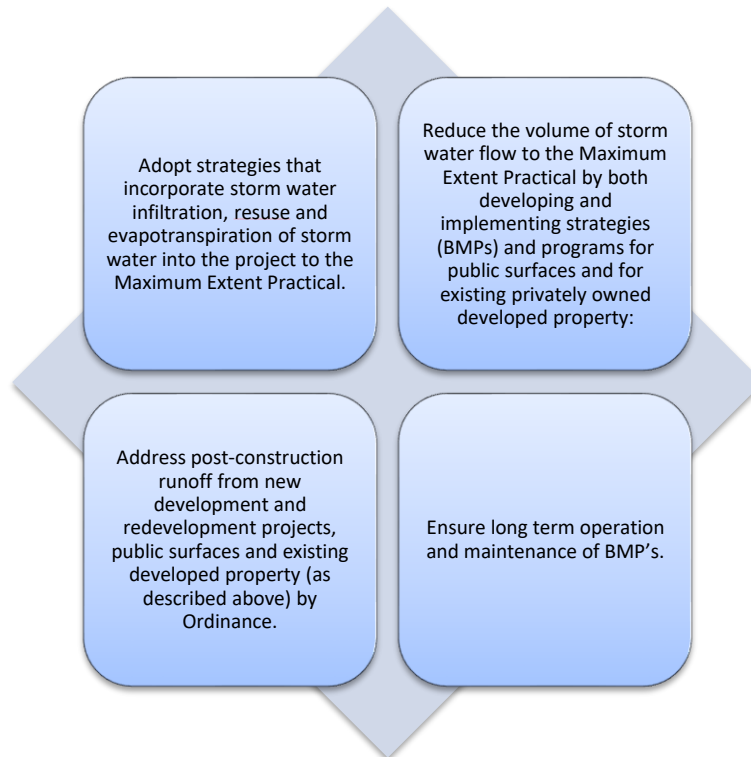 Adopt strategies that
incorporate storm water
infiltration, resuse and
evapotranspiration of storm
water into the project to the
Maximum Extent Practical.
Reduce the volume of storm
water flow to the Maximum
Extent Practical by both
developing and
implementing strategies
(BMPs) and programs for
public surfaces and for
existing privately owned
developed property:
Address post-construction
runoff from new
development and
redevelopment projects,
public surfaces and existing
developed property (as
described above) by
Ordinance.
Ensure long term operation
and maintenance of BMP’s.